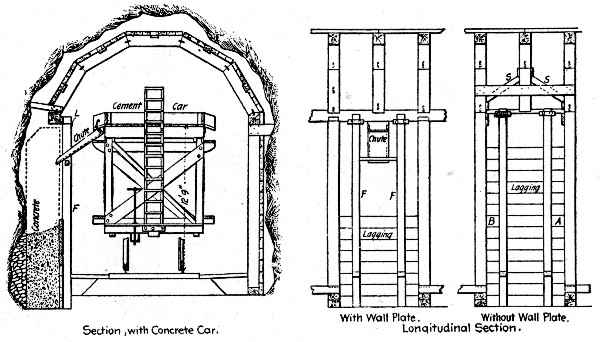 Cement Car
L
Chute
Concrete
F
12'9"
Section, with Concrete Car.
Chute
F F
Lagging
With Wall Plate.
S S
Lagging
B A
Without Wall Plate.
Longitudinal Section.